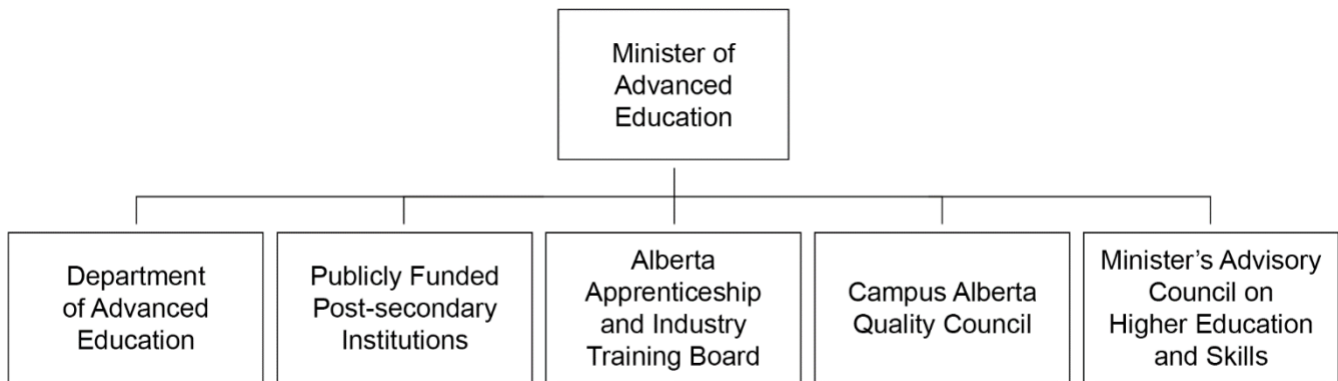 Minister of
Advanced
Education
Department
of Advanced
Education
Publicly Funded
Post-secondary
Institutions
Alberta
Apprenticeship
and Industry
Training Board
Campus Alberta
Quality Council
Minister’s Advisory
Council on
Higher Education
and Skills